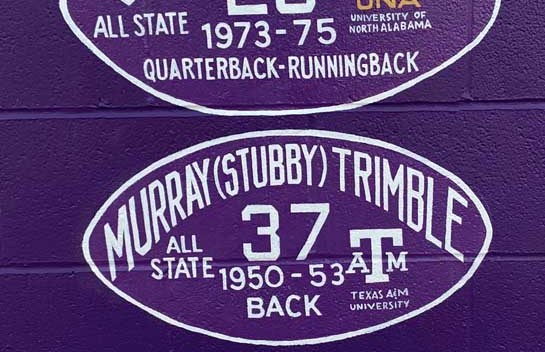 UNA
ALL STATE
1973-75
UNIVERSITY OF
NORTH ALABAMA
QUARTERBACK-RUNNINGBACK
MURRAY (STUBBY) TRIMBLE
37
ALL
STATE
1950-53
ATM
TEXAS A&M
UNIVERSITY
BACK